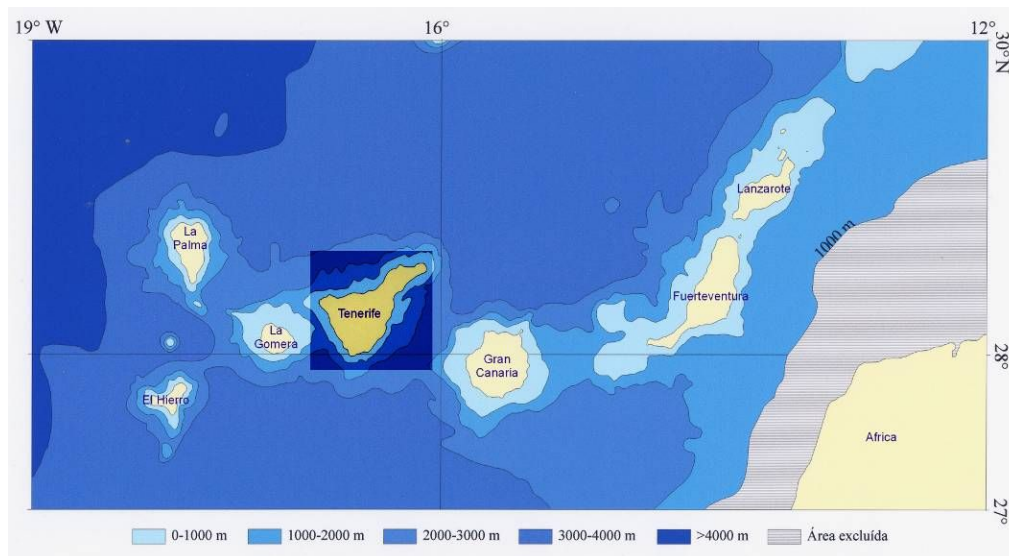 19° W
16°
12°
30°N
Lanzarote
La
Palma
1000 m
Fuerteventura
Tenerife
La
Gomera
28°
Gran
Canaria
El Hierro
Africa
27°
0-1000 m
1000-2000 m
2000-3000 m
3000-4000 m
>4000 m
Área excluída